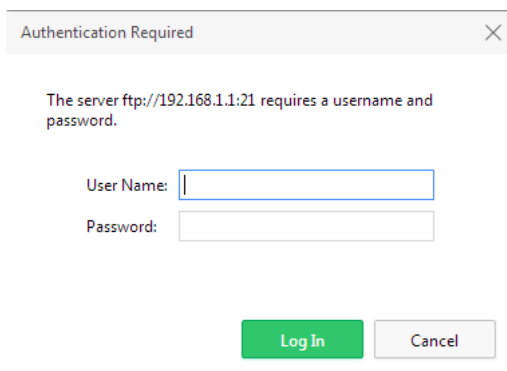 Authentication Required
The server ftp://192.168.1.1:21 requires a username and
password.
User Name:
Password:
Log In
Cancel